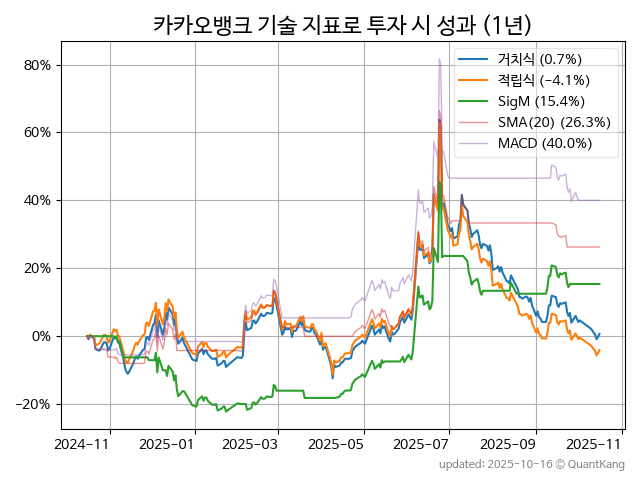 카카오뱅크 기술 지표로 투자 시 성과 (1년)
거치식 (0.7%)
적립식 (-4.1%)
SigM (15.4%)
SMA(20) (26.3%)
MACD (40.0%)
80%
60%
40%
20%
0%
-20%
2024-11 2025-01 2025-03 2025-05 2025-07 2025-09 2025-11
updated: 2025-10-16 © QuantKang